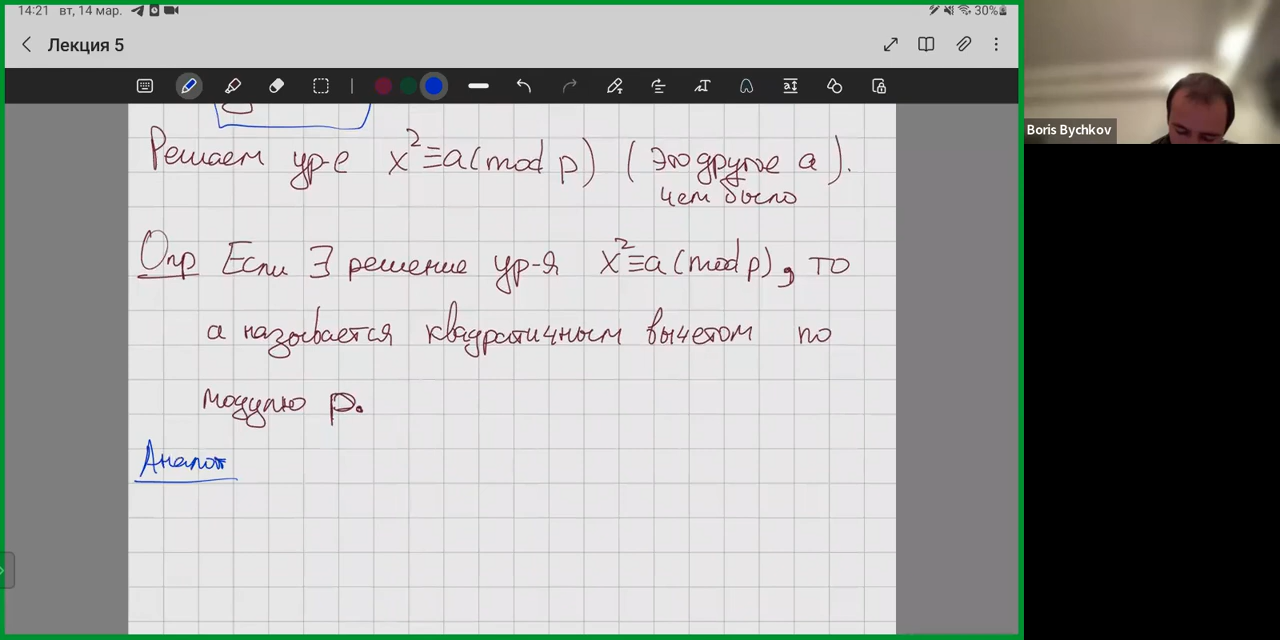 14:21 вт, 14 мар.
30%
Лекция 5
Boris Bychkov
Решаем ур-е x²≡a(mod p) (это другое a).
чем было
Опр Если ∃ решение ур-я x²≡a(mod p), то
a называется квадратичным вычетом по
модулю p.
Аналог